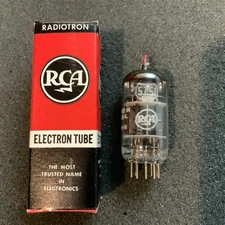 RADIOTRON
RCA
ELECTRON TUBE
THE MOST
TRUSTED NAME
IN
ELECTRONICS
RCA